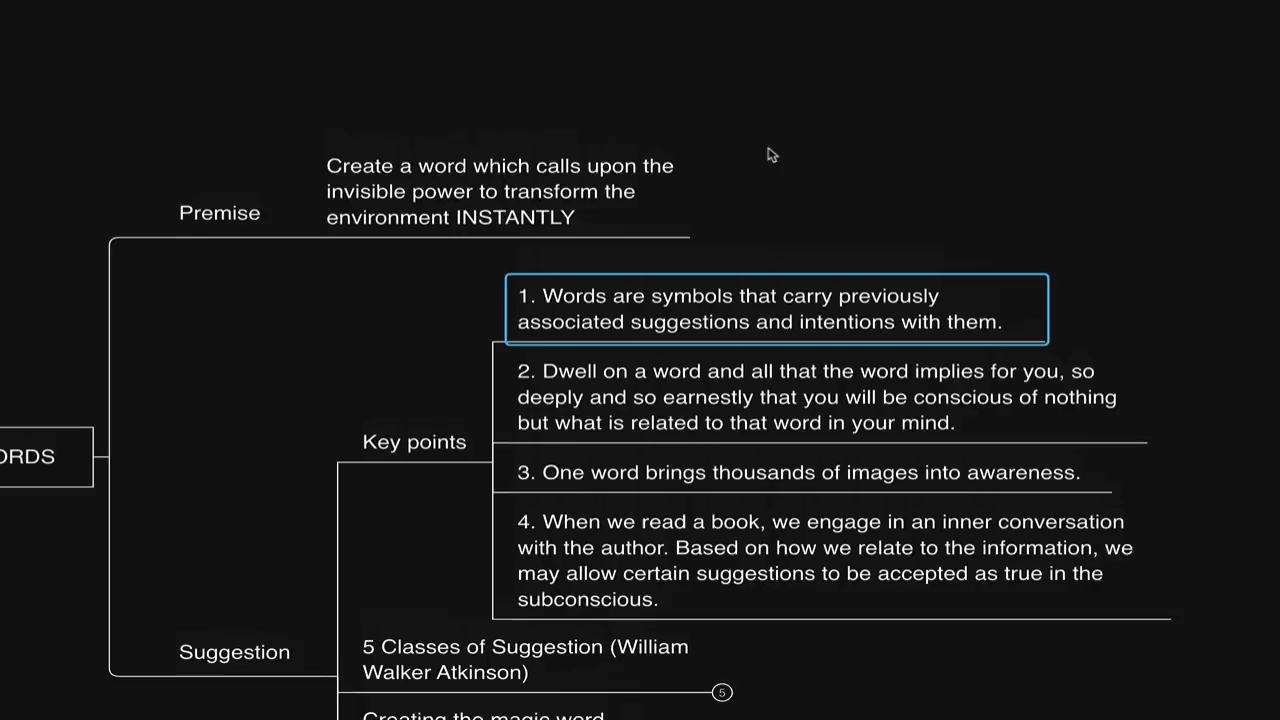 Create a word which calls upon the
invisible power to transform the
environment INSTANTLY
Premise
1. Words are symbols that carry previously
associated suggestions and intentions with them.
2. Dwell on a word and all that the word implies for you, so
deeply and so earnestly that you will be conscious of nothing
but what is related to that word in your mind.
Key points
ORDS
3. One word brings thousands of images into awareness.
4. When we read a book, we engage in an inner conversation
with the author. Based on how we relate to the information, we
may allow certain suggestions to be accepted as true in the
subconscious.
Suggestion
5 Classes of Suggestion (William
Walker Atkinson)
5
Creating the magic word